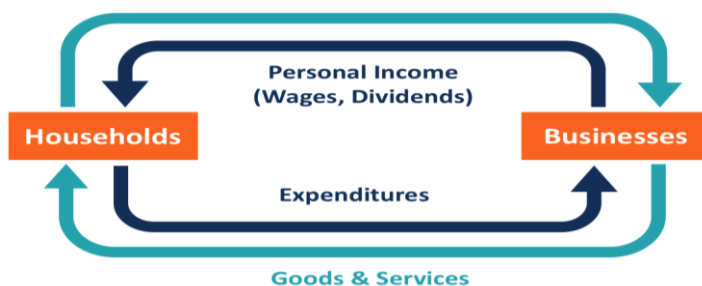 Personal Income
(Wages, Dividends)
Households
Businesses
Expenditures
Goods & Services